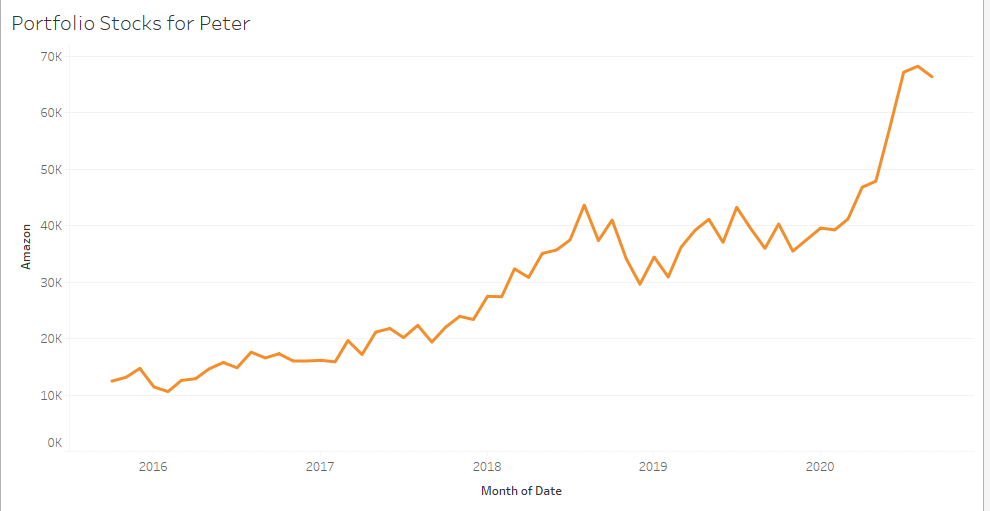 Portfolio Stocks for Peter
70K
60K
50K
40K
30K
20K
10K
0K
Amazon
2016 2017 2018 2019 2020
Month of Date